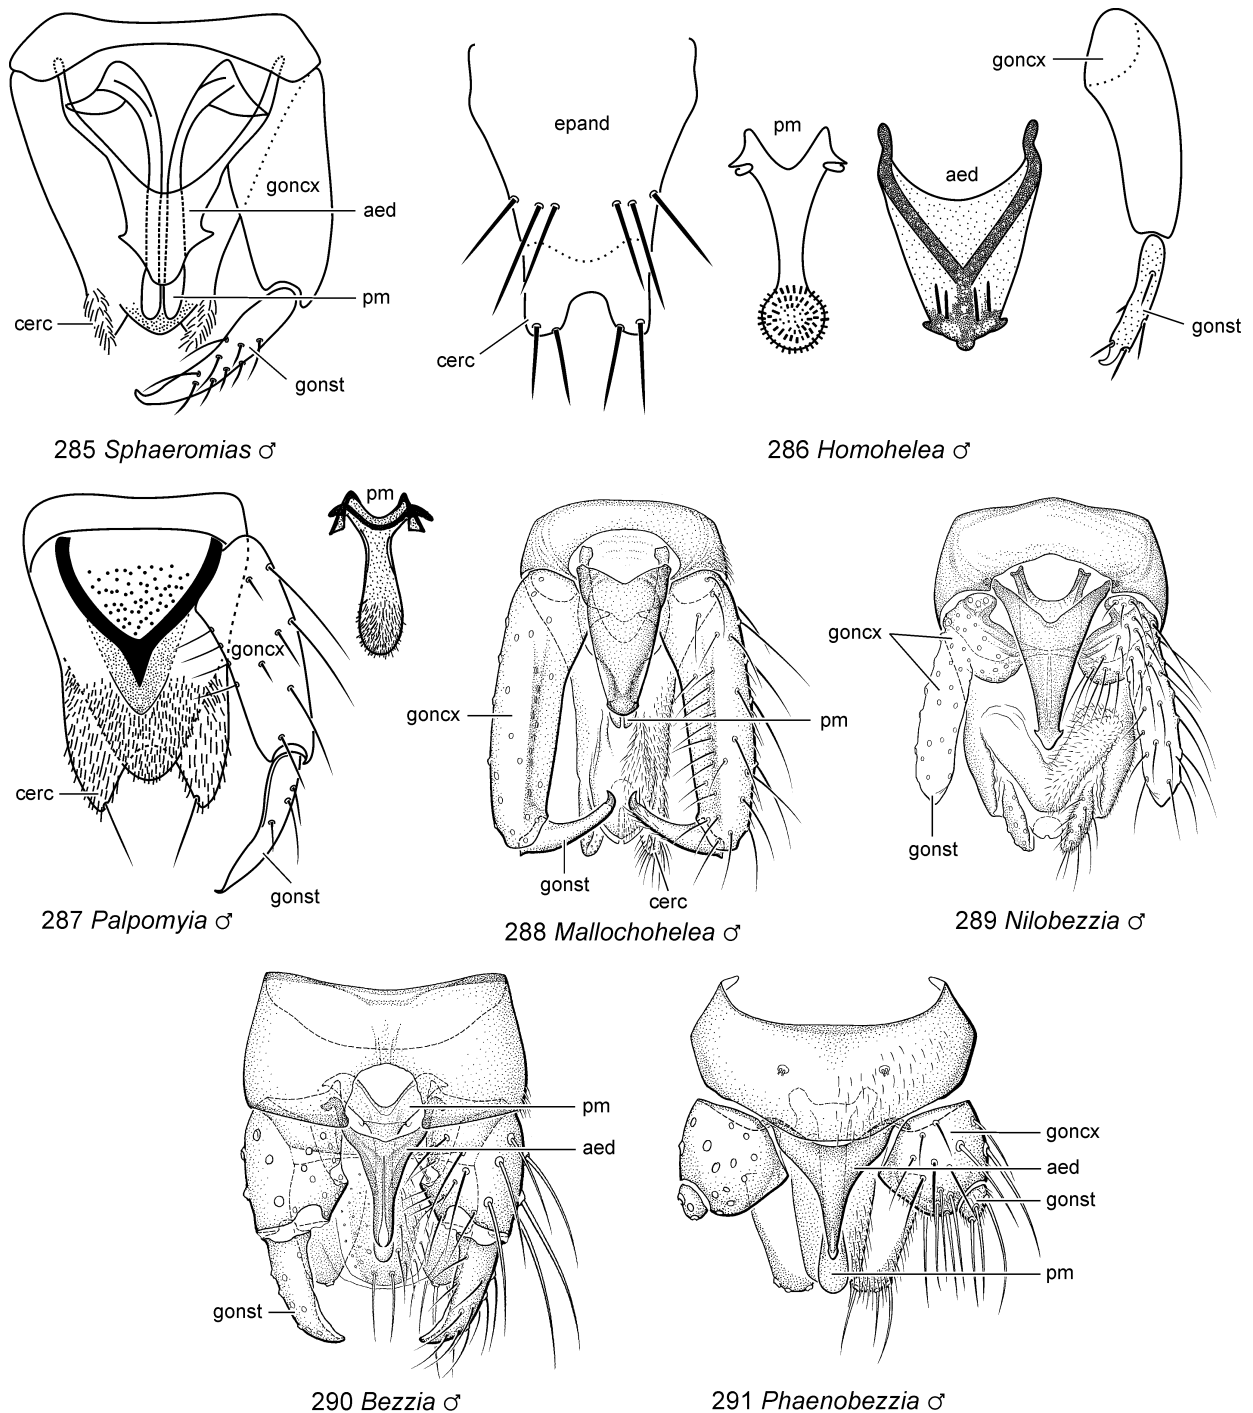 goncx
aed
pm
cerc
gonst
285 Sphaeromias ♂
epand
cerc
pm
aed
goncx
gonst
286 Homohelea ♂
pm
goncx
cerc
gonst
287 Palpomyia ♂
goncx
pm
gonst
cerc
288 Mallochohelea ♂
goncx
gonst
289 Nilobezzia ♂
pm
aed
gonst
290 Bezzia ♂
goncx
aed
gonst
pm
291 Phaenobezzia ♂